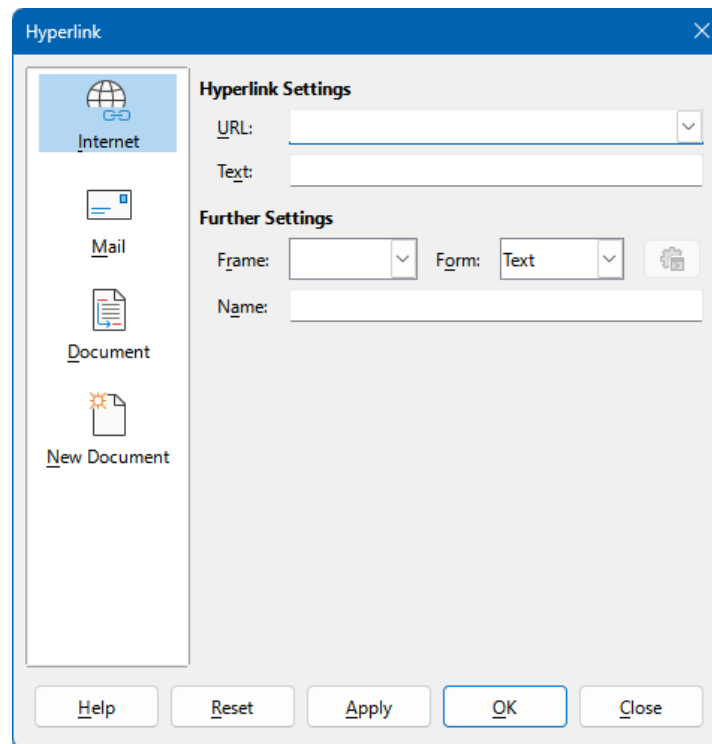 Hyperlink
Internet
Mail
Document
New Document
Hyperlink Settings
URL:
Text:
Further Settings
Frame: Form: Text
Name:
Help Reset Apply OK Close